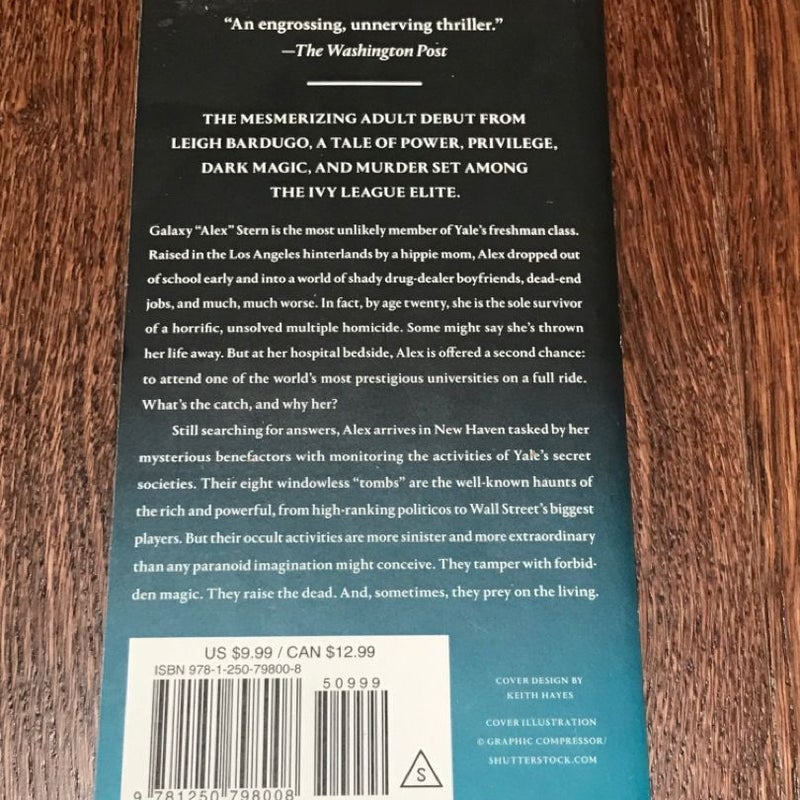 “An engrossing, unnerving thriller.”
—The Washington Post
THE MESMERIZING ADULT DEBUT FROM
LEIGH BARDUGO, A TALE OF POWER, PRIVILEGE,
DARK MAGIC, AND MURDER SET AMONG
THE IVY LEAGUE ELITE.
Galaxy “Alex” Stern is the most unlikely member of Yale’s freshman class.
Raised in the Los Angeles hinterlands by a hippie mom, Alex dropped out
of school early and into a world of shady drug-dealer boyfriends, dead-end
jobs, and much, much worse. In fact, by age twenty, she is the sole survivor
of a horrific, unsolved multiple homicide. Some might say she’s thrown
her life away. But at her hospital bedside, Alex is offered a second chance:
to attend one of the world’s most prestigious universities on a full ride.
What’s the catch, and why her?
Still searching for answers, Alex arrives in New Haven tasked by her
mysterious benefactors with monitoring the activities of Yale’s secret
societies. Their eight windowless “tombs” are the well-known haunts of
the rich and powerful, from high-ranking politicos to Wall Street’s biggest
players. But their occult activities are more sinister and more extraordinary
than any paranoid imagination might conceive. They tamper with forbid-
den magic. They raise the dead. And, sometimes, they prey on the living.
US $9.99 / CAN $12.99
ISBN 978-1-250-79800-8
50999
9 781250 798008
S
COVER DESIGN BY
KEITH HAYES
COVER ILLUSTRATION
© GRAPHIC COMPRESSOR/
SHUTTERSTOCK.COM